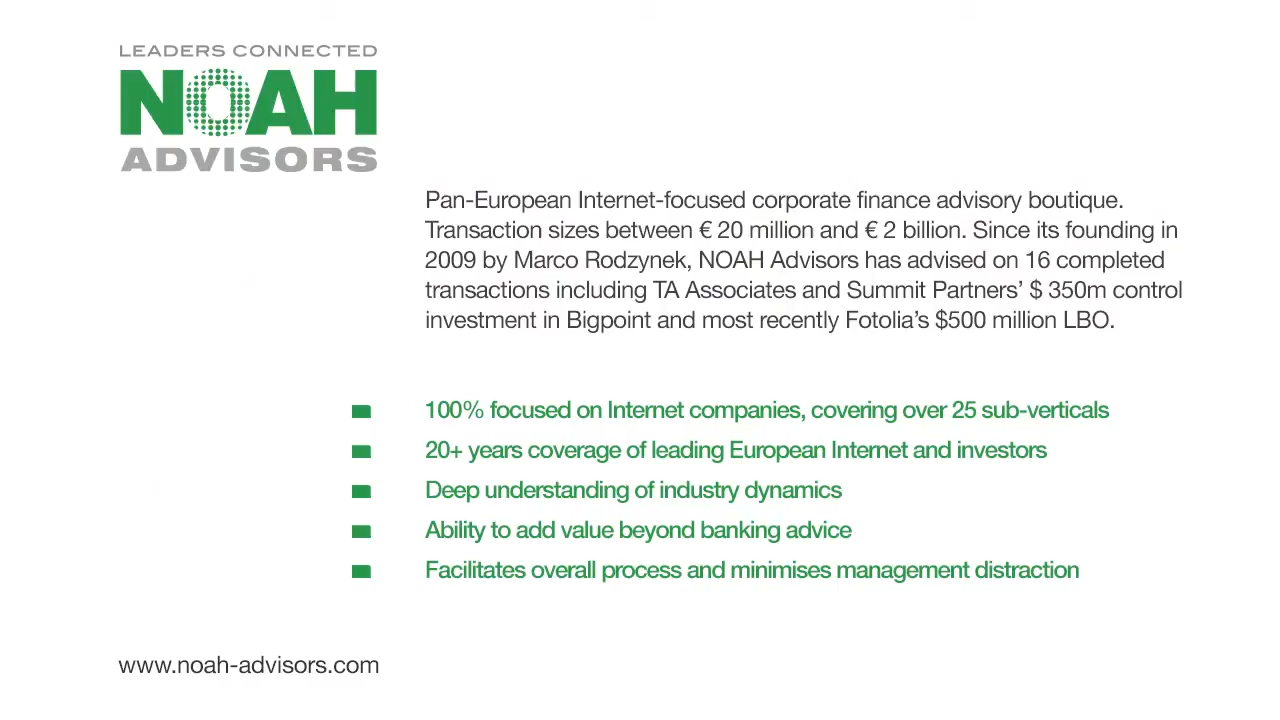 LEADERS CONNECTED
NOAH
ADVISORS
Pan-European Internet-focused corporate finance advisory boutique.
Transaction sizes between € 20 million and € 2 billion. Since its founding in
2009 by Marco Rodzynek, NOAH Advisors has advised on 16 completed
transactions including TA Associates and Summit Partners’ $ 350m control
investment in Bigpoint and most recently Fotolia’s $500 million LBO.
100% focused on Internet companies, covering over 25 sub-verticals
20+ years coverage of leading European Internet and investors
Deep understanding of industry dynamics
Ability to add value beyond banking advice
Facilitates overall process and minimises management distraction
www.noah-advisors.com